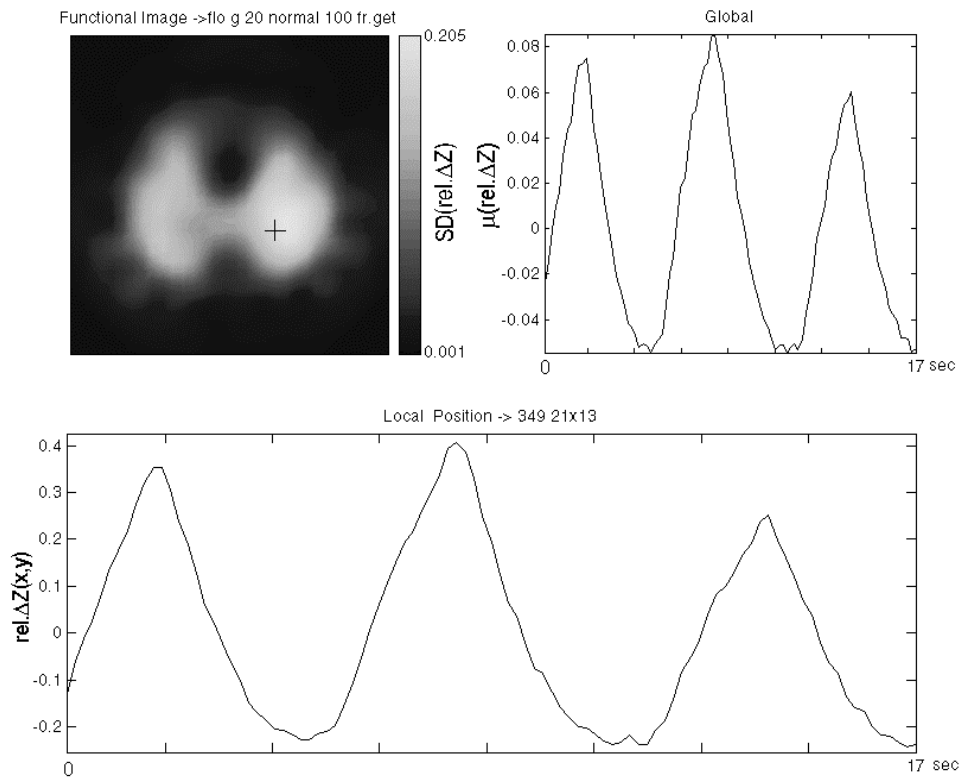 Functional Image ->flo g 20 normal 100 fr.get
0.205
SD(rel.ΔZ)
0.001
Global
μ(rel.ΔZ)
0.08
0.06
0.04
0.02
0
-0.02
-0.04
0
17 sec
Local Position -> 349 21x13
rel.ΔZ(x,y)
0.4
0.3
0.2
0.1
0
-0.1
-0.2
0
17 sec